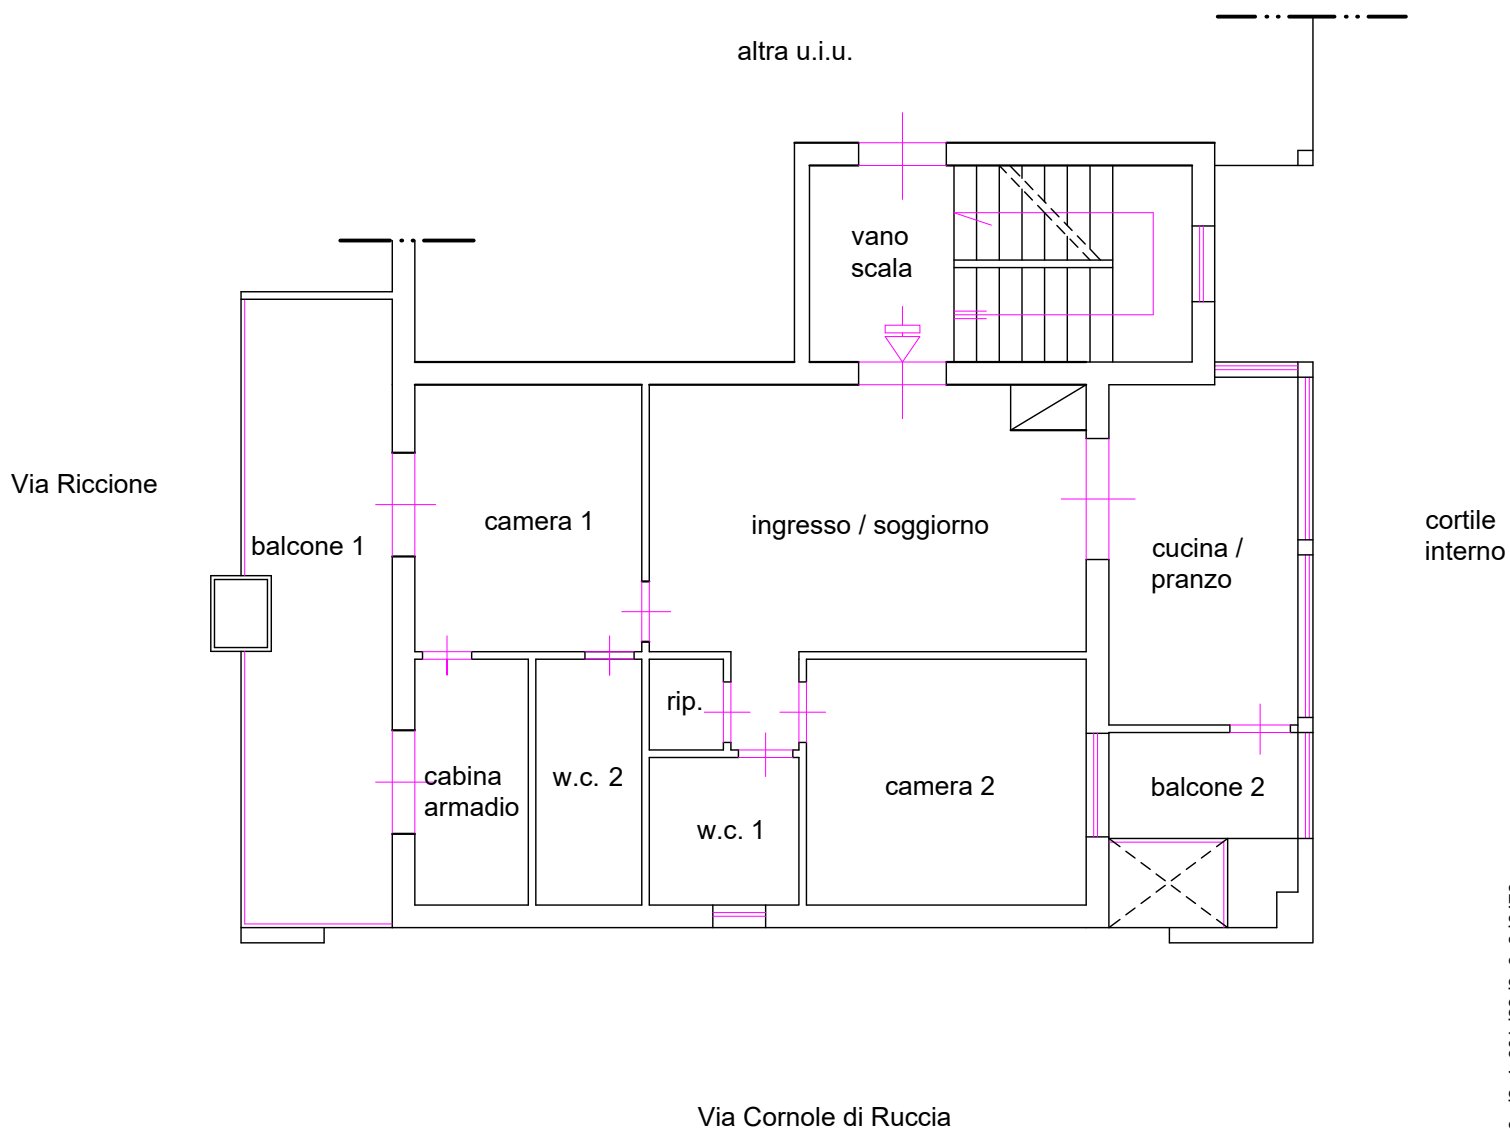 altra u.i.u.
vano
scala
Via Riccione
camera 1
ingresso / soggiorno
balcone 1
cucina /
pranzo
cortile
interno
rip.
cabina
armadio
w.c. 2
w.c. 1
camera 2
balcone 2
Via Cornole di Ruccia